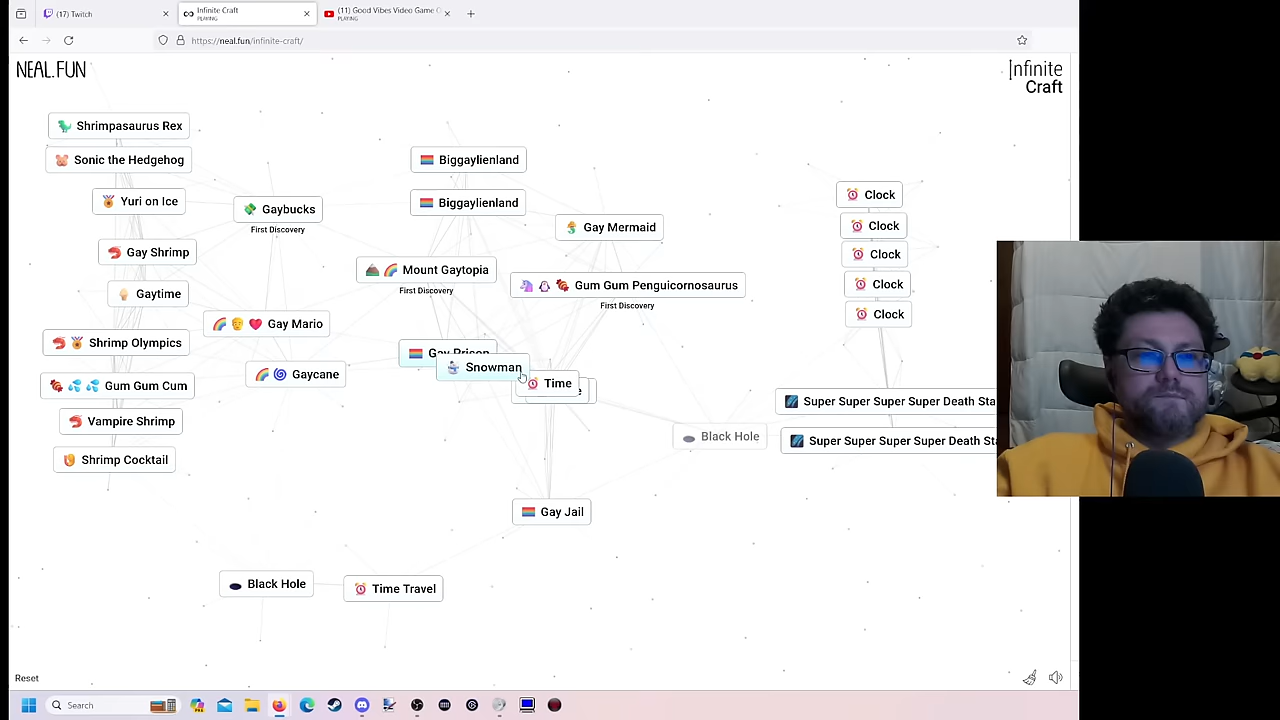 (17) Twitch
Infinite Craft
PLAYING
(11) Good Vibes Video Game
PLAYING
https://neal.fun/infinite-craft/
NEAL.FUN
Infinite
Craft
Shrimpasaurus Rex
Sonic the Hedgehog
Yuri on Ice
Gaybucks
First Discovery
Gay Shrimp
Gaytime
Gay Mario
Shrimp Olympics
Gaycane
Gum Gum Cum
Vampire Shrimp
Shrimp Cocktail
Biggaylienland
Biggaylienland
Gay Mermaid
Mount Gaytopia
First Discovery
Gum Gum Penguicornosaurus
First Discovery
Gay Prison
Snowman
Time
Black Hole
Gay Jail
Black Hole
Time Travel
Clock
Clock
Clock
Clock
Clock
Super Super Super Super Death
Super Super Super Super Death
Reset
Search